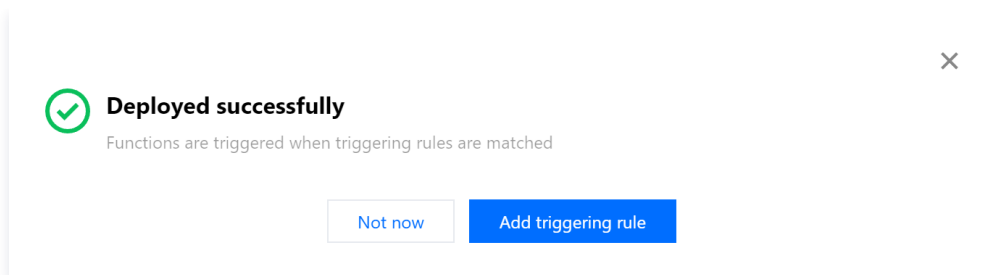 Deployed successfully
Functions are triggered when triggering rules are matched
Not now
Add triggering rule